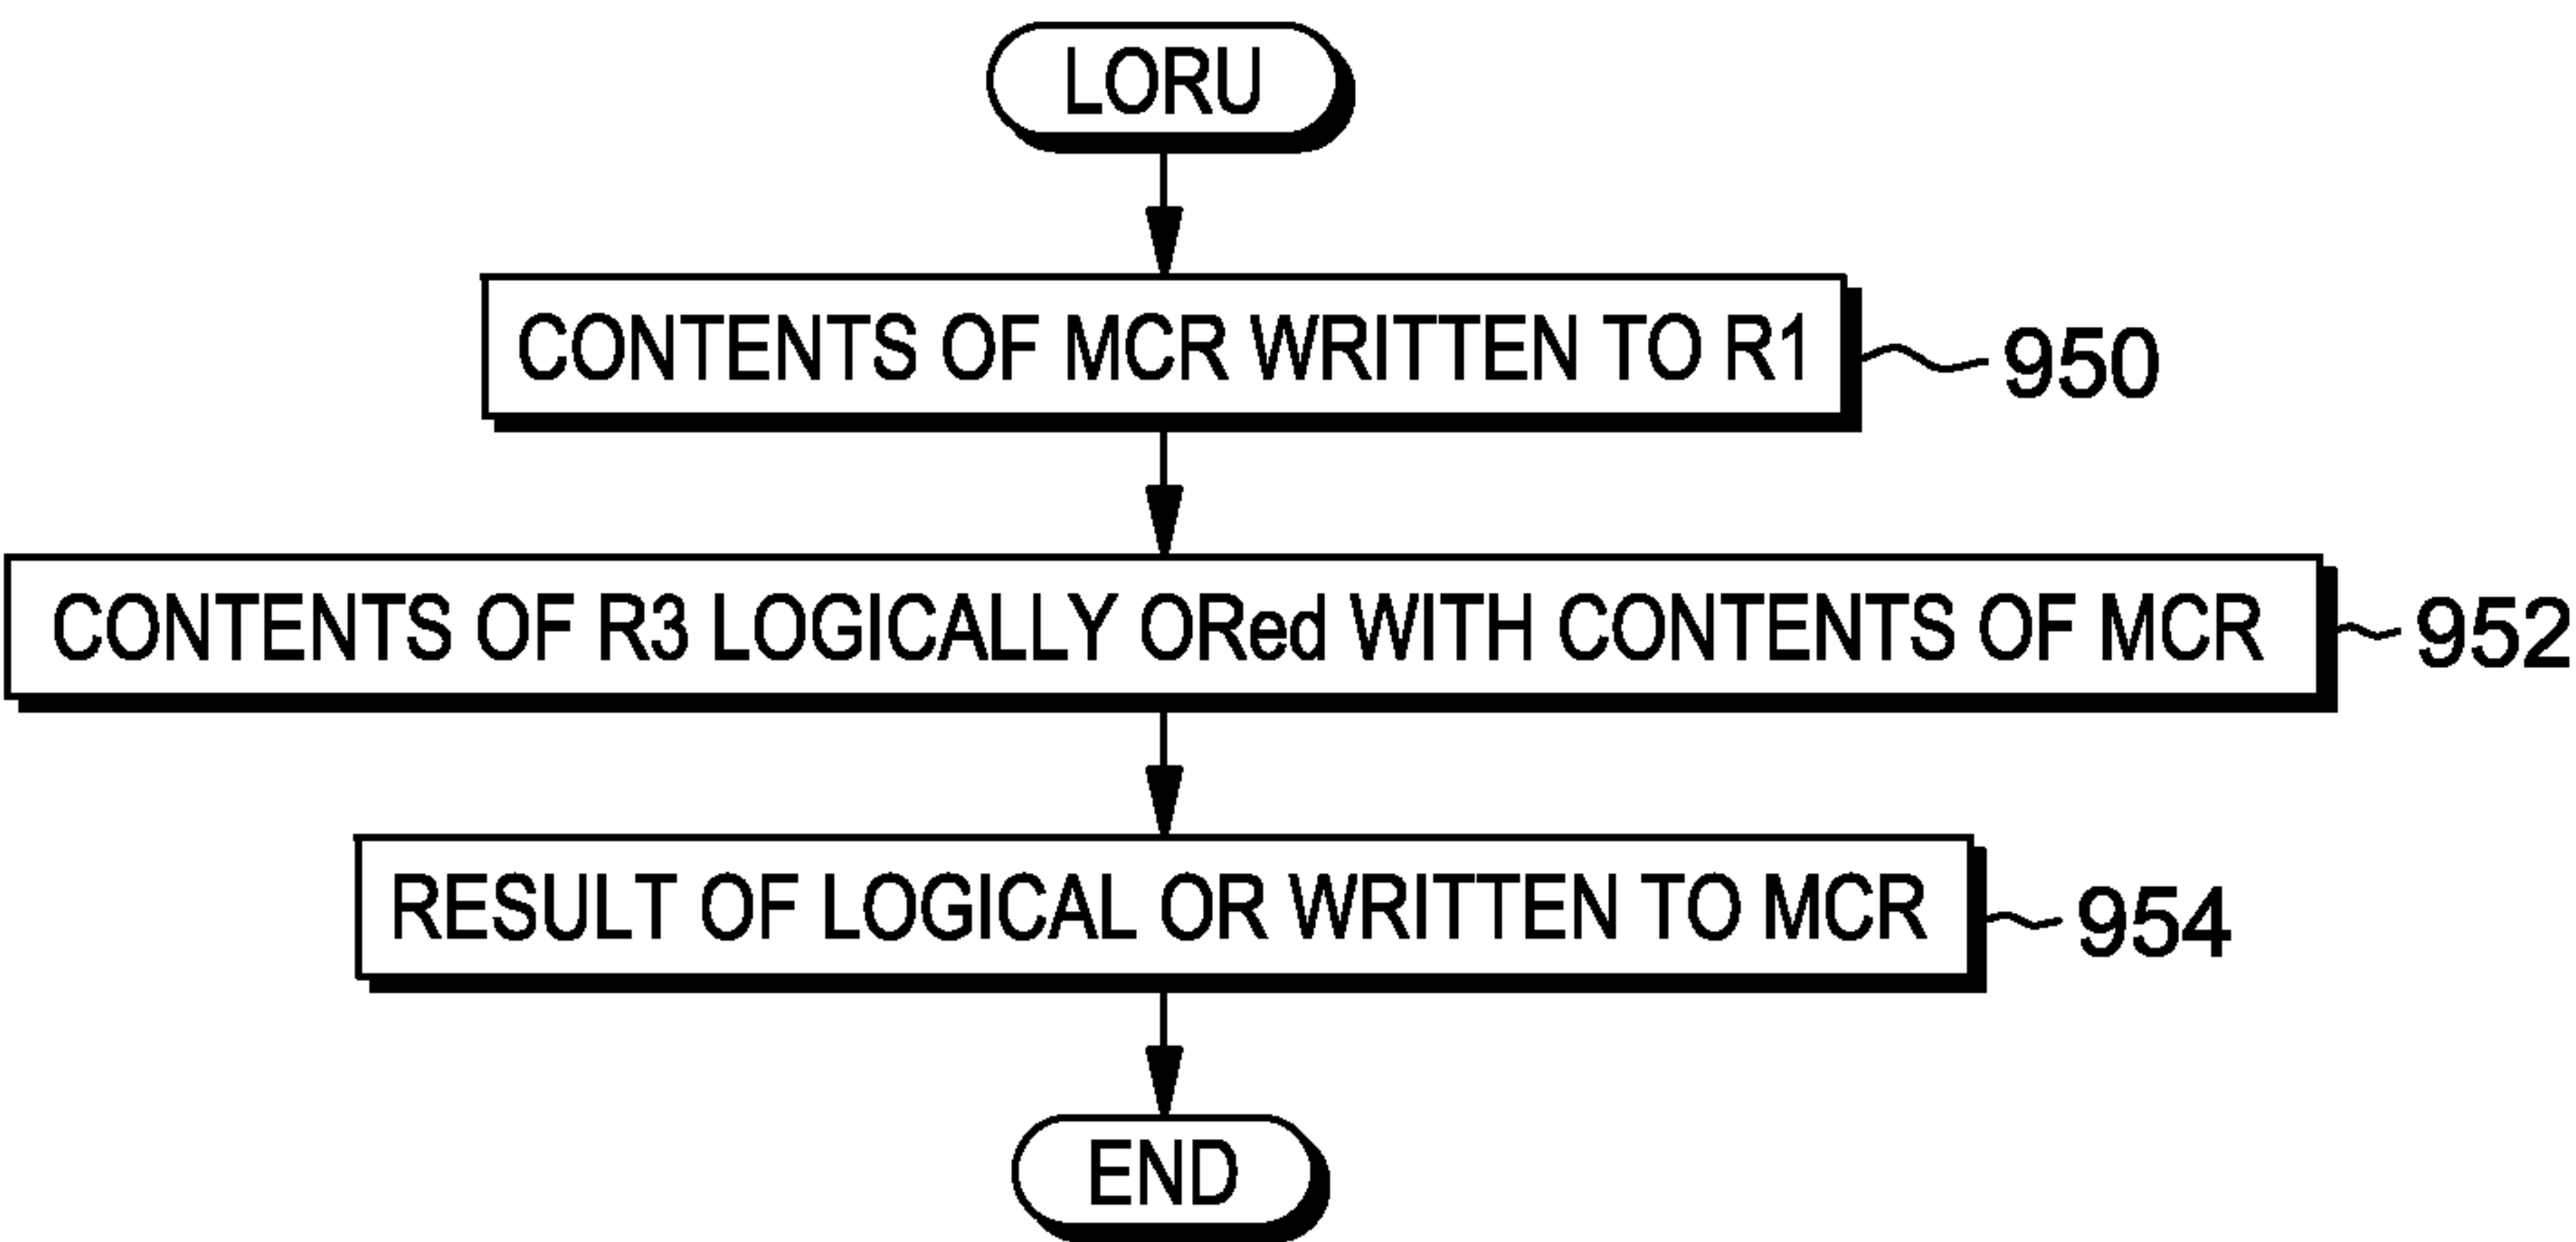 LORU
CONTENTS OF MCR WRITTEN TO R1
950
CONTENTS OF R3 LOGICALLY ORed WITH CONTENTS OF MCR
952
RESULT OF LOGICAL OR WRITTEN TO MCR
954
END